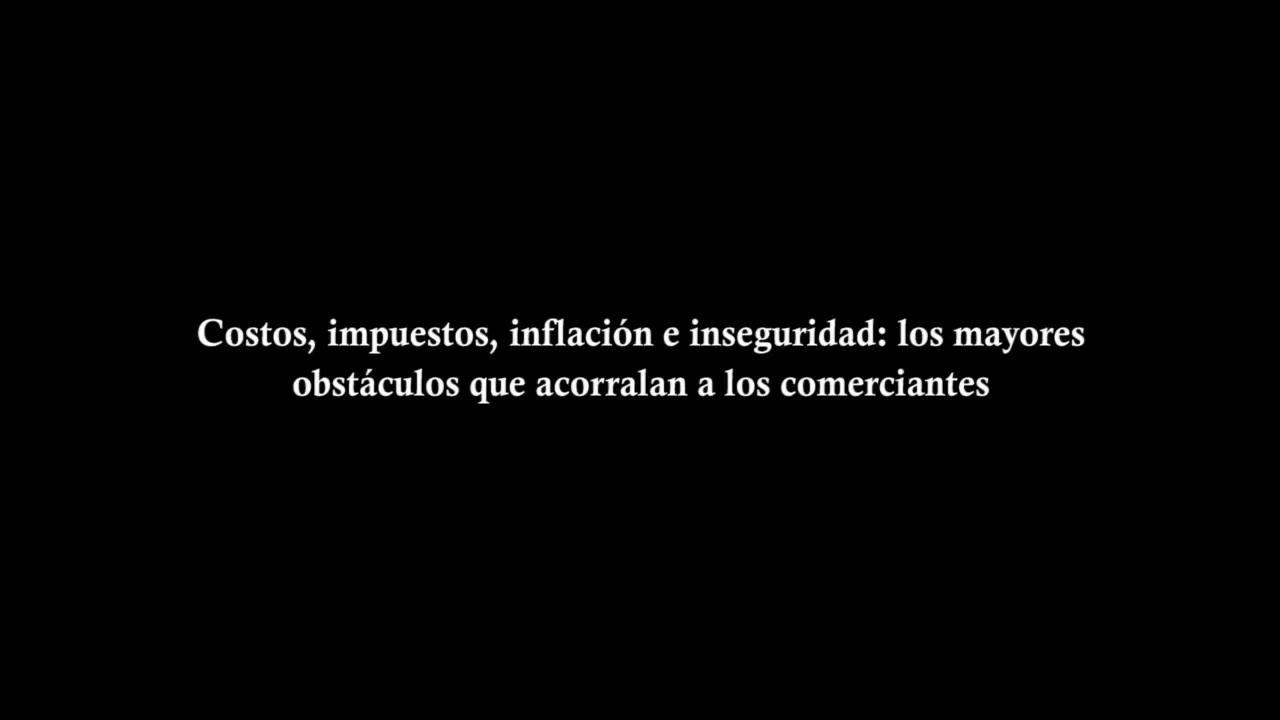 Costos, impuestos, inflación e inseguridad: los mayores
obstáculos que acorralan a los comerciantes